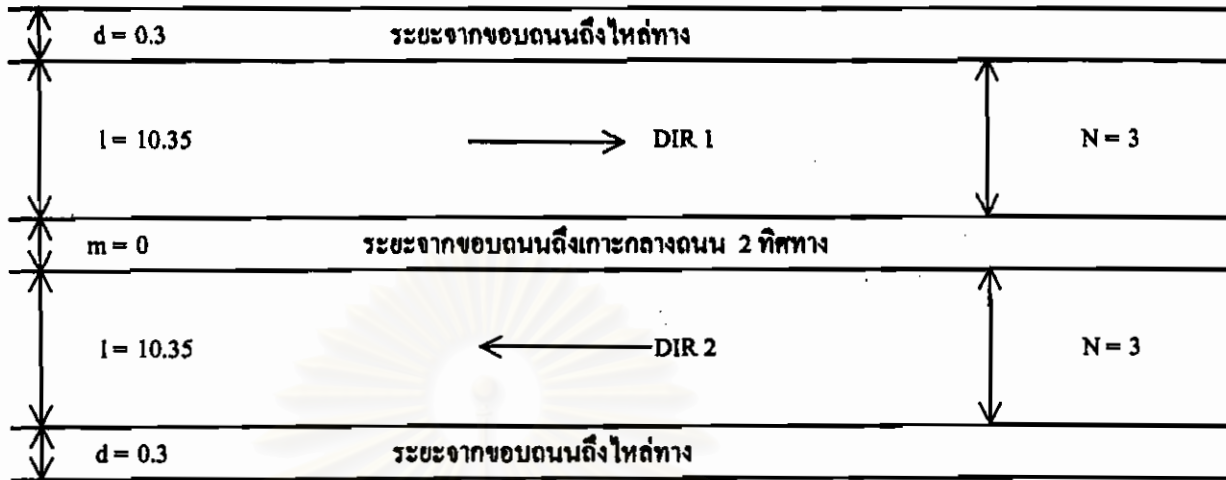 d = 0.3 ระยะจากขอบถนนถึงไหล่ทาง
l = 10.35 DIR 1 N = 3
m = 0 ระยะจากขอบถนนถึงเกาะกลางถนน 2 ทิศทาง
l = 10.35 DIR 2 N = 3
d = 0.3 ระยะจากขอบถนนถึงไหล่ทาง